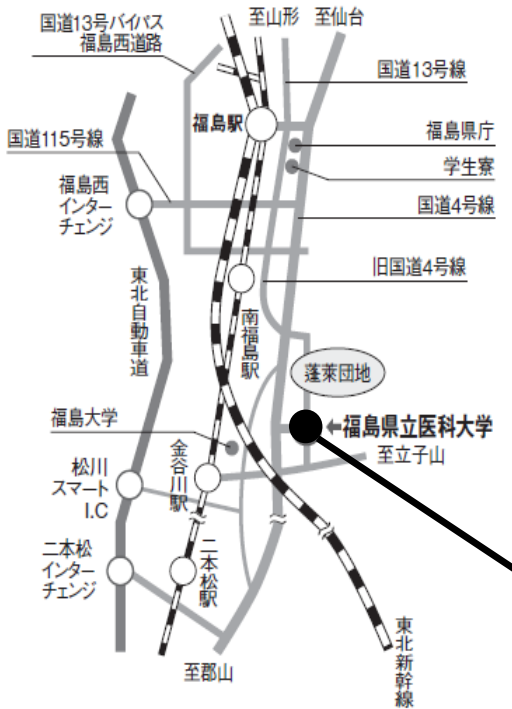 国道13号バイパス
福島西道路
至山形
至仙台
国道13号線
福島駅
福島県庁
国道115号線
学生寮
福島西
インター
チェンジ
国道4号線
旧国道4号線
東北自動車道
南福島駅
蓬萊団地
福島大学
←福島県立医科大学
金谷川駅
至立子山
松川
スマート
I.C
二本松
インター
チェンジ
二本松駅
東北新幹線
至郡山